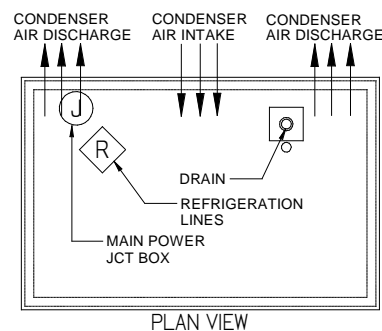 CONDENSER
AIR DISCHARGE
CONDENSER
AIR INTAKE
CONDENSER
AIR DISCHARGE
J
R
DRAIN
REFRIGERATION
LINES
MAIN POWER
JCT BOX
PLAN VIEW